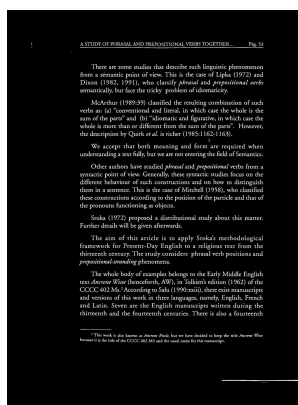 A STUDY OF PHRASAL AND PREPOSITIONAL VERBS TOGETHER... Pág. 53
There are some studies that describe such linguistic phenomenon
from a semantic point of view. This is the case of Lipka (1972) and
Dixon (1982, 1991), who classify phrasal and prepositional verbs
semantically, but face the tricky problem of idiomaticity.
McArthur (1989:39) classified the resulting combination of such
verbs as: (a) "conventional and literal, in which case the whole is the
sum of the parts" and (b) "idiomatic and figurative, in which case the
whole is more than or different from the sum of the parts". However,
the description by Quirk et al. is richer (1985:1162-1163).
We accept that both meaning and form are required when
understanding a text fully, but we are not entering the field of Semantics.
Other authors have studied phrasal and prepositional verbs from a
syntactic point of view. Generally, these syntactic studies focus on the
different behaviour of such constructions and on how to distinguish
them in a sentence. This is the case of Mitchell (1958), who classified
these constructions according to the position of the particle and that of
the pronouns functioning as objects.
Sroka (1972) proposed a distributional study about this matter.
Further details will be given afterwards.
The aim of this article is to apply Sroka's methodological
framework for Present-Day English to a religious text from the
thirteenth century. The study considers phrasal verb positions and
preposition-stranding phenomena.
The whole body of examples belongs to the Early Middle English
text Ancrene Wisse (henceforth, AW), in Tolkien's edition (1962) of the
CCCC 402 Ms.² According to Salu (1990:xxiii), there exist manuscripts
and versions of this work in three languages, namely, English, French
and Latin. Seven are the English manuscripts written during the
thirteenth and the fourteenth centuries. There is also a fourteenth
² This work is also known as Ancrene Riwle, but we have decided to keep the title Ancrene Wisse
because it is the title of the CCCC 402 MS and the usual name for this manuscript.